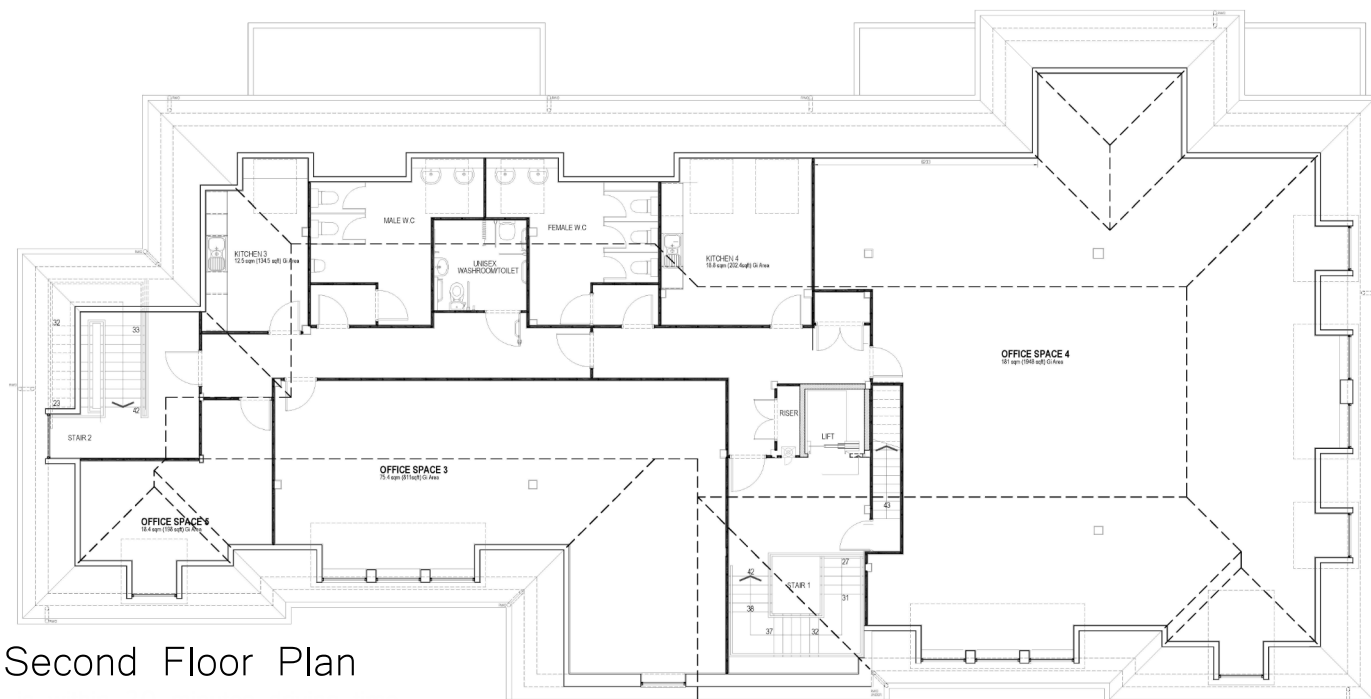 6231
MALE W.C
FEMALE W.C
KITCHEN 3
12.5 sqm (134.5 sqft) Gi Area
UNISEX
WASHROOM/TOILET
KITCHEN 4
18.8 sqm (202.4sqft) Gi Area
32
33
23
42
STAIR 2
OFFICE SPACE 4
181 sqm (1948 sqft) Gi Area
RISER
LIFT
OFFICE SPACE 3
75.4 sqm (811sqft) Gi Area
43
OFFICE SPACE 5
18.4 sqm (198 sqft) Gi Area
42
38
37
STAIR 1
27
31
32
Second Floor Plan